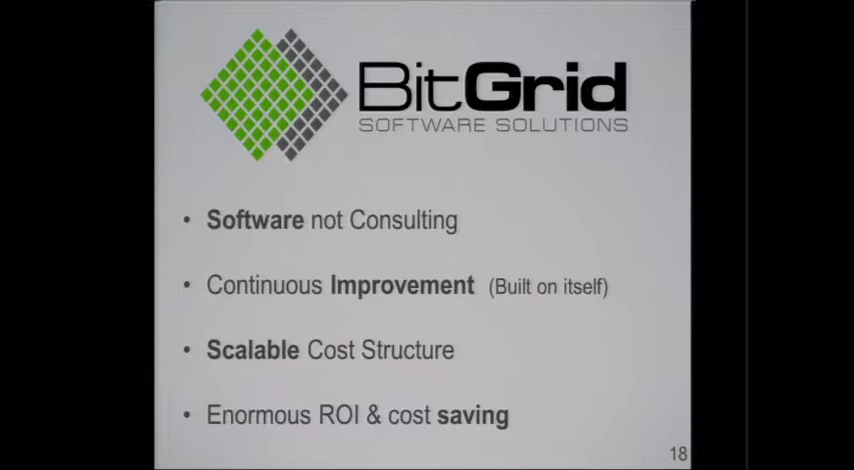 BitGrid
SOFTWARE SOLUTIONS
• Software not Consulting
• Continuous Improvement (Built on itself)
• Scalable Cost Structure
• Enormous ROI & cost saving
18